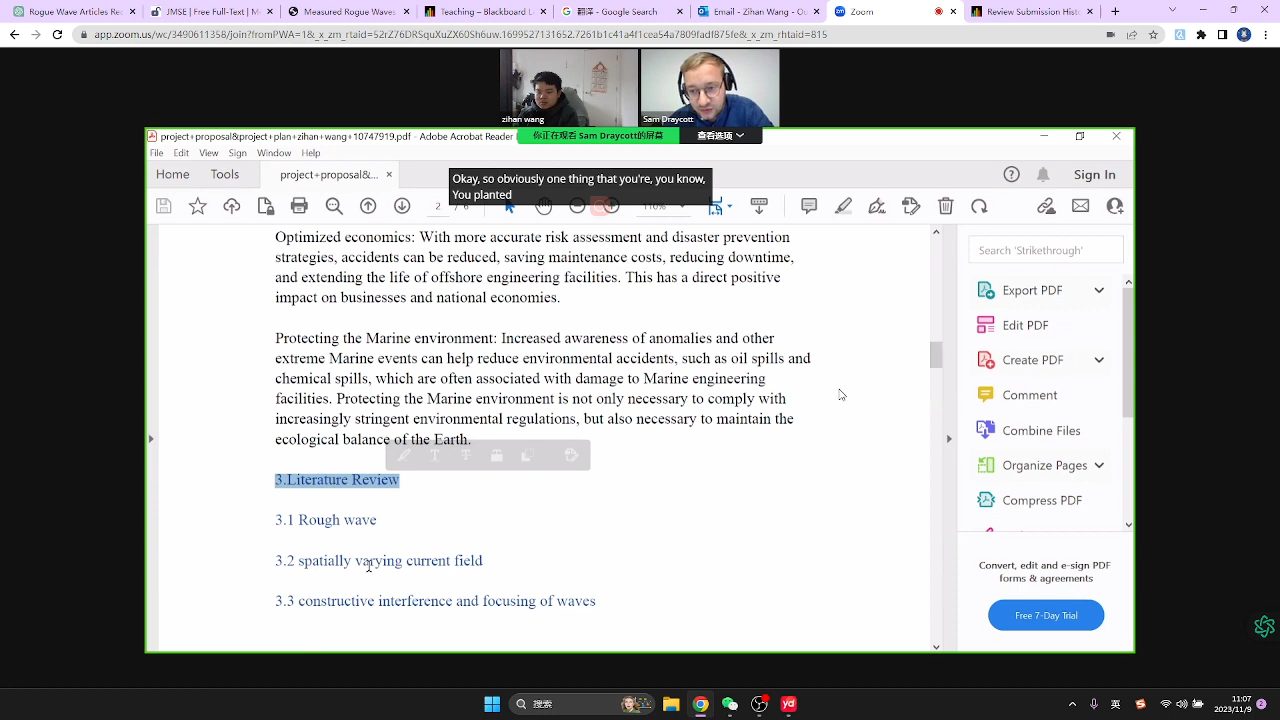 Rogue Wave Analysis Re
JMSE | Free Full-Text | M
Measured Rogue Waves
Teaching – Blackboard L
翻译 - Google Search
Email - Zihan Wang - O
Zoom
Review Submission Hist
app.zoom.us/wc/3490611358/join?fromPWA=1&_x_zm_rtaid=52rZ76DRSquXuZX60Sh6uw.1699527131652.7261b1c41a4f1cea54a7809fadf875fe&_x_zm_rhtaid=815
zihan wang
Sam Draycott
project+proposal&project+plan+zihan+wang+10747919.pdf - Adobe Acrobat Reader
你正在观看 Sam Draycott的屏幕
查看选项
File Edit View Sign Window Help
Home Tools project+proposal&... Sign In
Okay, so obviously one thing that you're, you know,
You planted
2 / 6 110%
Optimized economics: With more accurate risk assessment and disaster prevention
strategies, accidents can be reduced, saving maintenance costs, reducing downtime,
and extending the life of offshore engineering facilities. This has a direct positive
impact on businesses and national economies.
Protecting the Marine environment: Increased awareness of anomalies and other
extreme Marine events can help reduce environmental accidents, such as oil spills and
chemical spills, which are often associated with damage to Marine engineering
facilities. Protecting the Marine environment is not only necessary to comply with
increasingly stringent environmental regulations, but also necessary to maintain the
ecological balance of the Earth.
3.Literature Review
3.1 Rough wave
3.2 spatially varying current field
3.3 constructive interference and focusing of waves
Search 'Strikethrough'
Export PDF
Edit PDF
Create PDF
Comment
Combine Files
Organize Pages
Compress PDF
Convert, edit and e-sign PDF
forms & agreements
Free 7-Day Trial
搜索
yd
英
11:07
2023/11/9
2